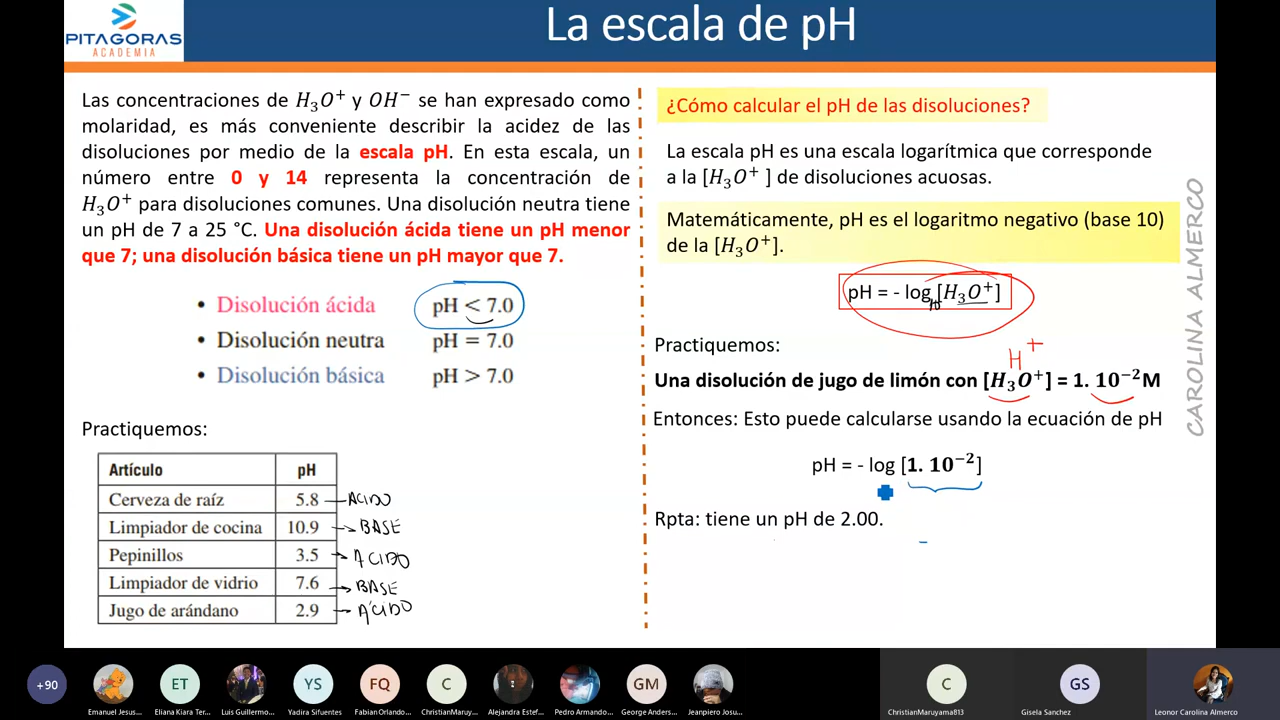 La escala de pH
PITAGORAS
ACADEMIA
Las concentraciones de H₃O⁺ y OH⁻ se han expresado como
molaridad, es más conveniente describir la acidez de las
disoluciones por medio de la escala pH. En esta escala, un
número entre 0 y 14 representa la concentración de
H₃O⁺ para disoluciones comunes. Una disolución neutra tiene
un pH de 7 a 25 °C. Una disolución ácida tiene un pH menor
que 7; una disolución básica tiene un pH mayor que 7.
• Disolución ácida pH < 7.0
• Disolución neutra pH = 7.0
• Disolución básica pH > 7.0
Practiquemos:
Artículo pH
Cerveza de raíz 5.8 ACIDO
Limpiador de cocina 10.9 BASE
Pepinillos 3.5 ACIDO
Limpiador de vidrio 7.6 BASE
Jugo de arándano 2.9 ÁCIDO
¿Cómo calcular el pH de las disoluciones?
La escala pH es una escala logarítmica que corresponde
a la [H₃O⁺ ] de disoluciones acuosas.
Matemáticamente, pH es el logaritmo negativo (base 10)
de la [H₃O⁺].
pH = - log [H₃O⁺]
10
Practiquemos:
H⁺
Una disolución de jugo de limón con [H₃O⁺] = 1. 10⁻²M
Entonces: Esto puede calcularse usando la ecuación de pH
pH = - log [1. 10⁻²]
Rpta: tiene un pH de 2.00.
CAROLINA ALMERCO
+90
Emanuel Jesus...
ET
Eliana Kiara Ter...
Luis Guillermo...
YS
Yadira Sifuentes
FQ
Fabian Orlando...
C
ChristianMaruy...
Alejandra Estef...
Pedro Armando...
GM
George Anders...
Jeanpiero Josu...
C
ChristianMaruyama813
GS
Gisela Sanchez
Leonor Carolina Almerco